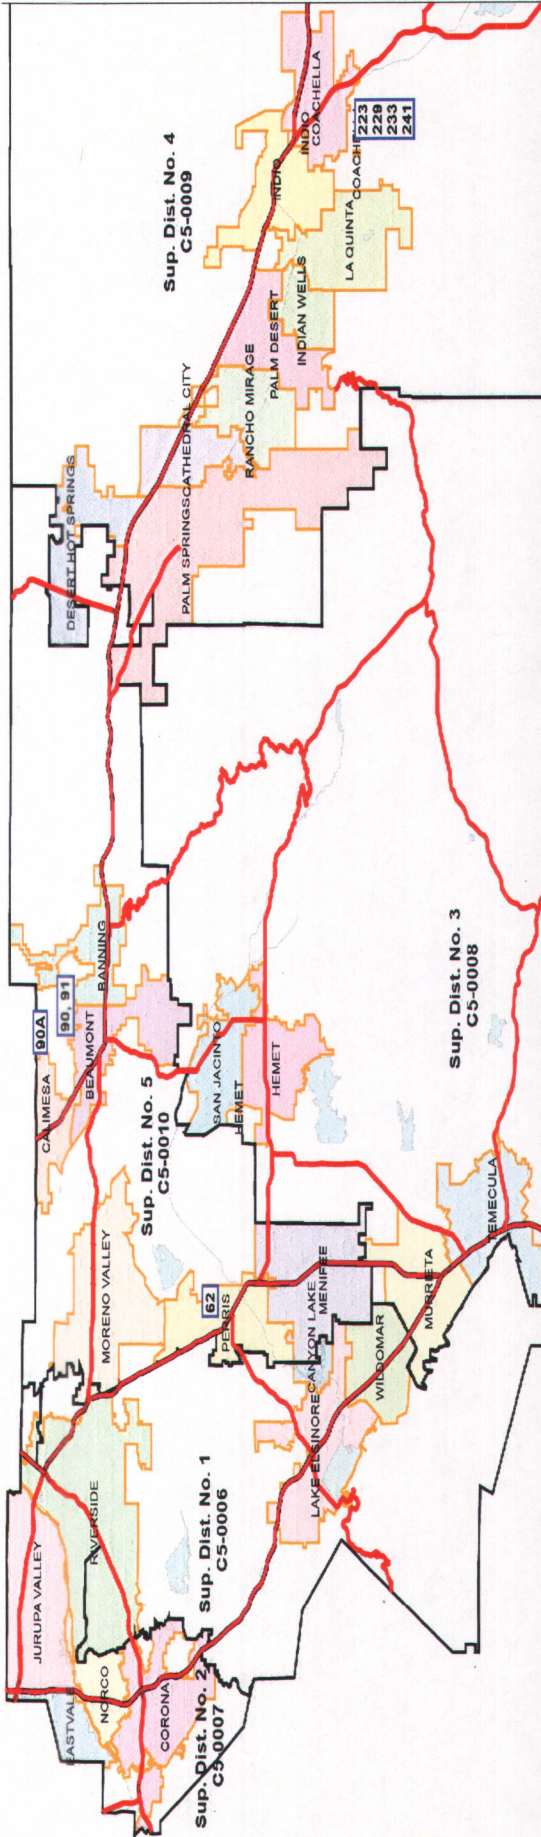 EASTVALE
JURUPA VALLEY
NORCO
RIVERSIDE
CORONA
Sup. Dist. No. 2
C5-0007
Sup. Dist. No. 1
C5-0006
MORENO VALLEY
PERRIS
62
LAKE ELSINORE
CANYON LAKE
MENIFEE
WILDOMAR
MURRIETA
TEMECULA
CALIMESA
90A
90, 91
BEAUMONT
BANNING
Sup. Dist. No. 5
C5-0010
SAN JACINTO
HEMET
HEMET
Sup. Dist. No. 3
C5-0008
DESERT HOT SPRINGS
PALM SPRINGS
CATHEDRAL CITY
RANCHO MIRAGE
PALM DESERT
INDIAN WELLS
LA QUINTA
Sup. Dist. No. 4
C5-0009
INDIO
INDIO
COACHELLA
223
229
233
241